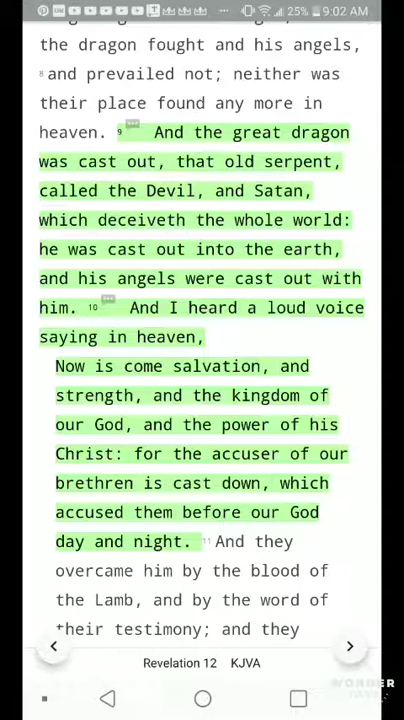 25% 9:02 AM
the dragon fought and his angels,
8 and prevailed not; neither was
their place found any more in
heaven. 9 And the great dragon
was cast out, that old serpent,
called the Devil, and Satan,
which deceiveth the whole world:
he was cast out into the earth,
and his angels were cast out with
him. 10 And I heard a loud voice
saying in heaven,
Now is come salvation, and
strength, and the kingdom of
our God, and the power of his
Christ: for the accuser of our
brethren is cast down, which
accused them before our God
day and night. 11 And they
overcame him by the blood of
the Lamb, and by the word of
their testimony; and they
Revelation 12 KJVA
WONDER